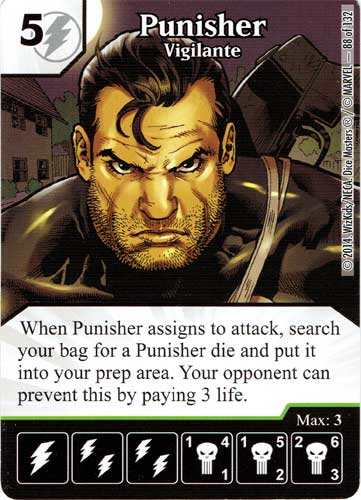 5
Punisher
Vigilante
© 2014, WizKids/NECA, Dice Masters ® / © MARVEL — 88 of 132
When Punisher assigns to attack, search
your bag for a Punisher die and put it
into your prep area. Your opponent can
prevent this by paying 3 life.
Max: 3
1 4 1
1 5 2
2 6 3